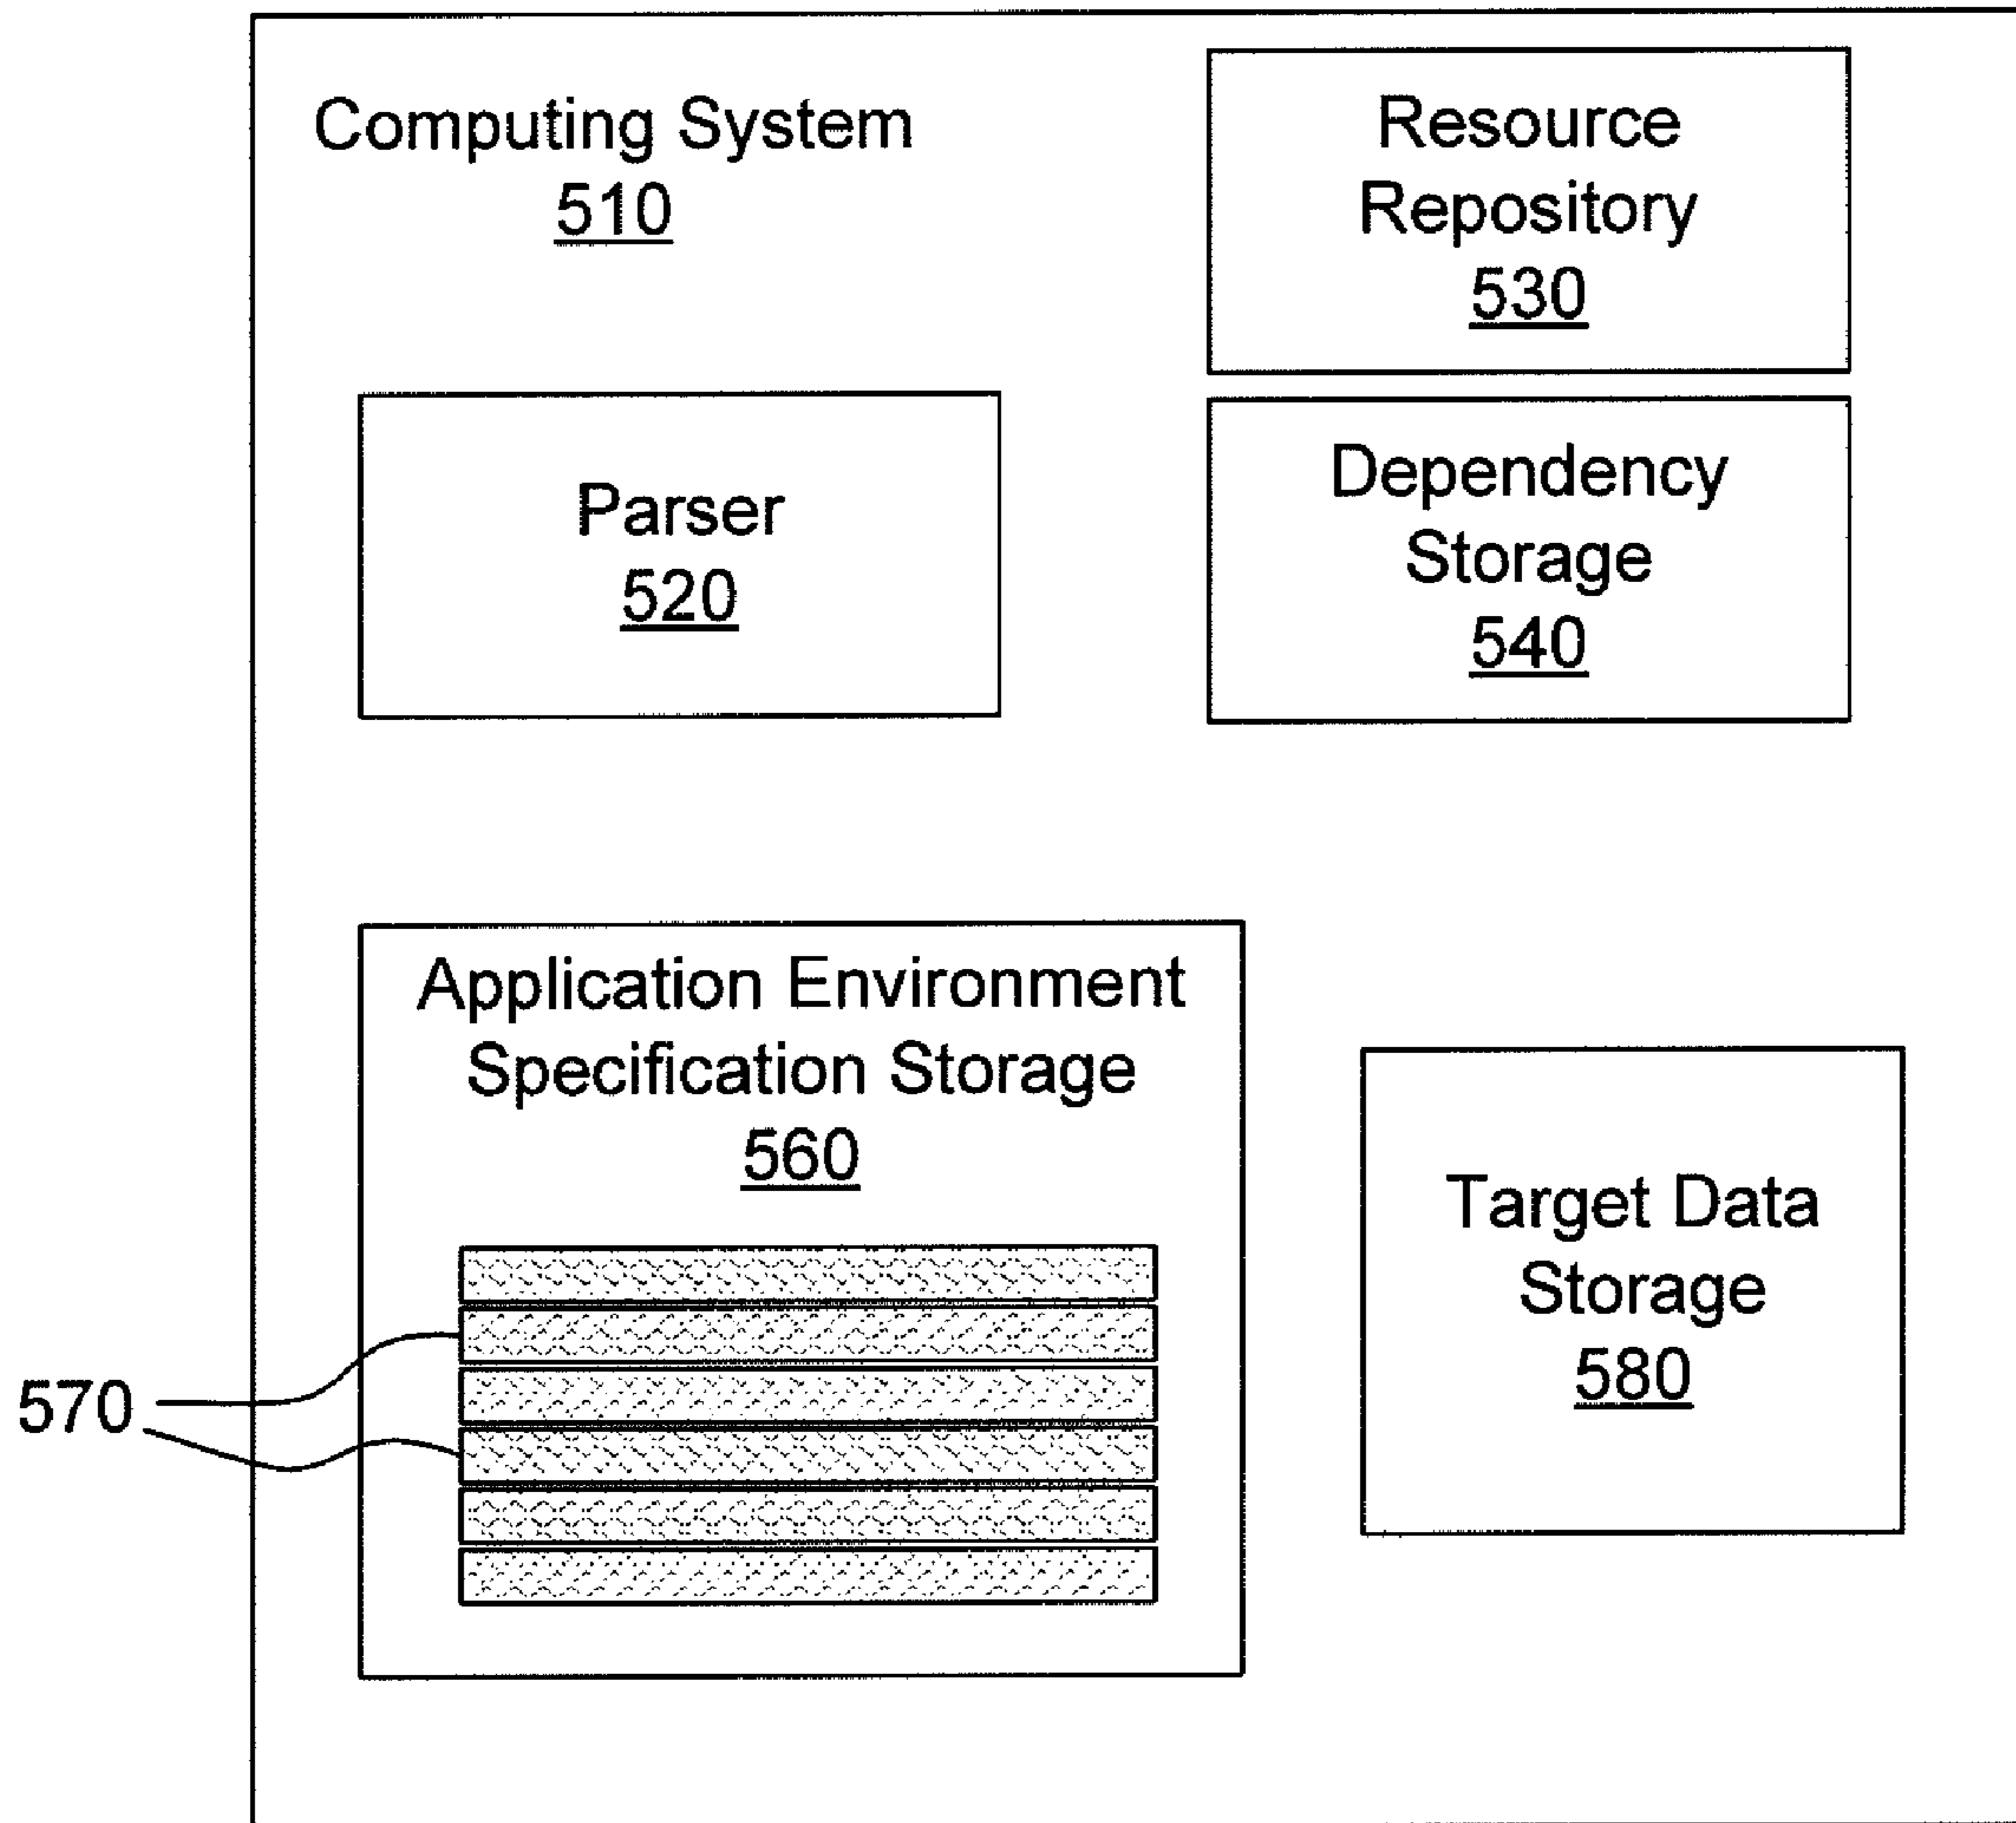 Computing System
510
Resource
Repository
530
Parser
520
Dependency
Storage
540
Application Environment
Specification Storage
560
570
Target Data
Storage
580